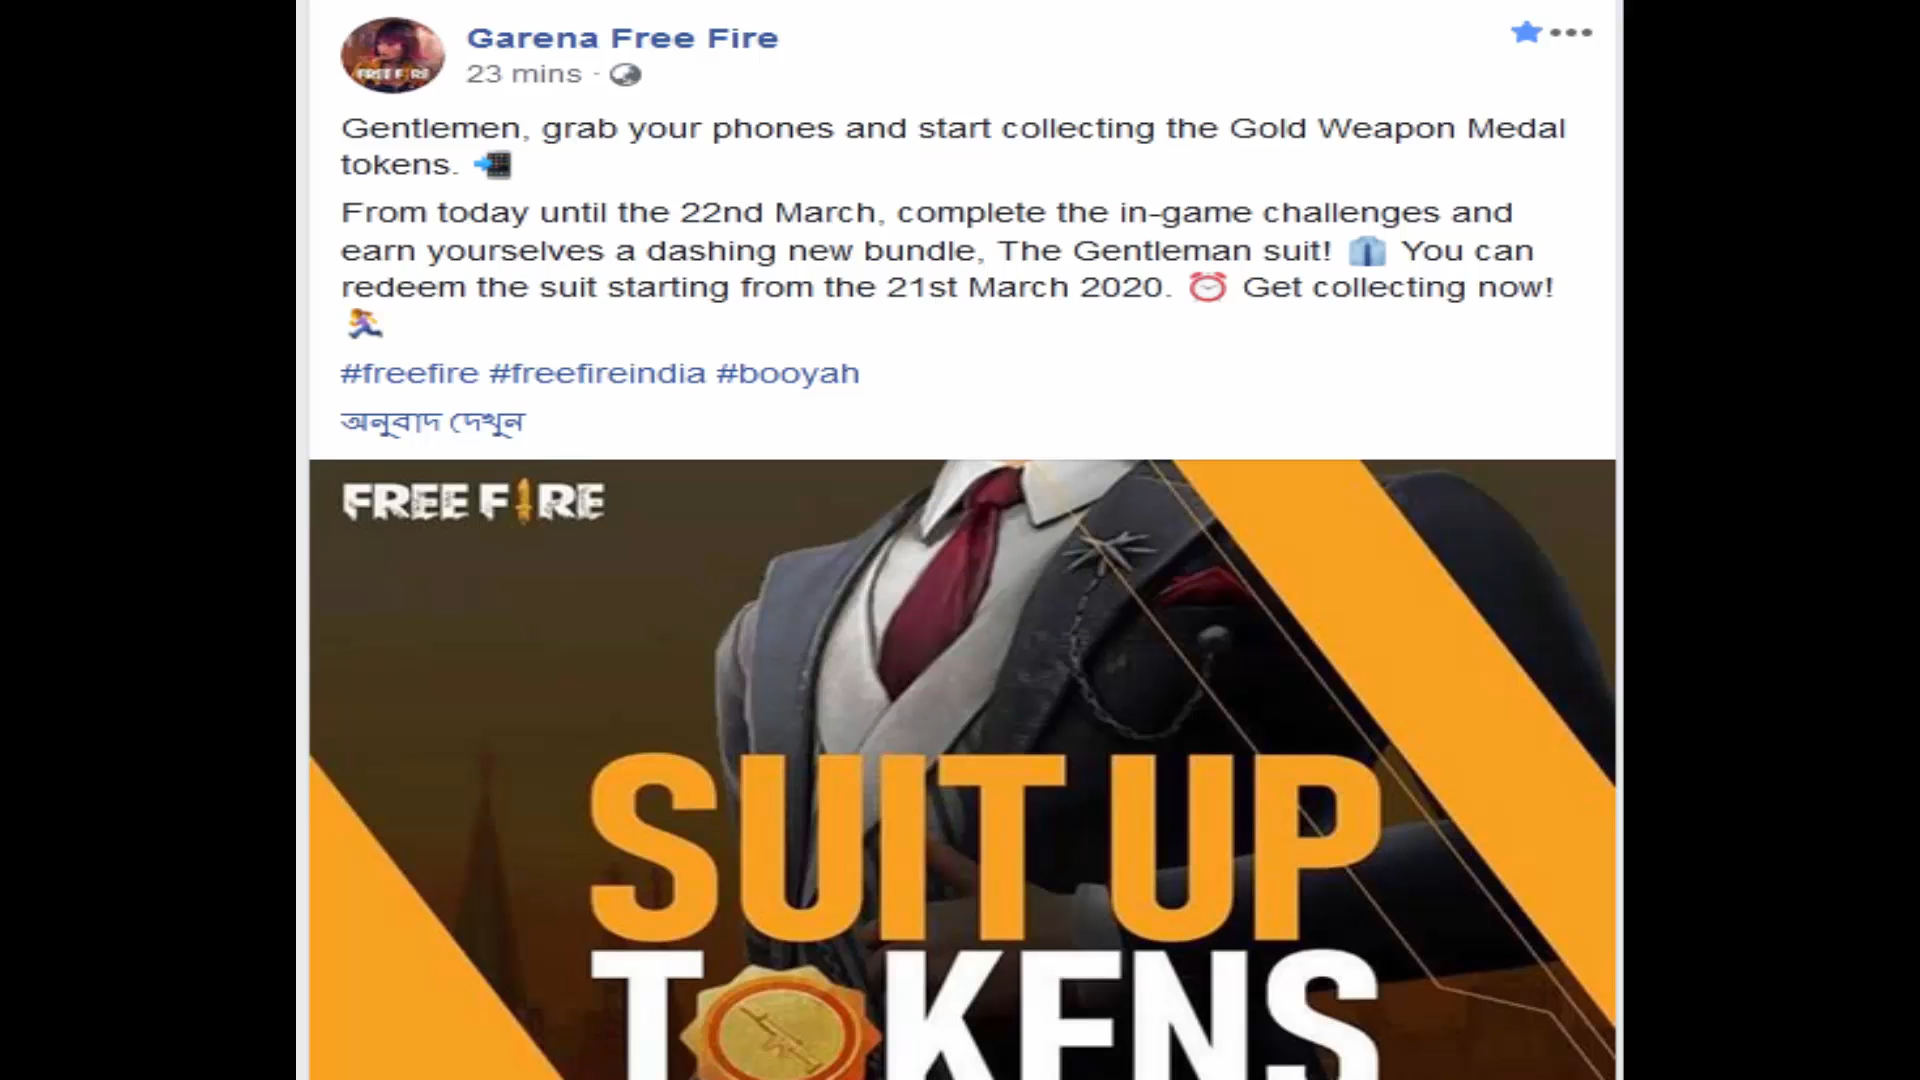 Garena Free Fire
23 mins ·
Gentlemen, grab your phones and start collecting the Gold Weapon Medal
tokens.
From today until the 22nd March, complete the in-game challenges and
earn yourselves a dashing new bundle, The Gentleman suit! 👔 You can
redeem the suit starting from the 21st March 2020. ⏰ Get collecting now!
#freefire #freefireindia #booyah
অনুবাদ দেখুন
FREE FIRE
SUIT UP
TOKENS